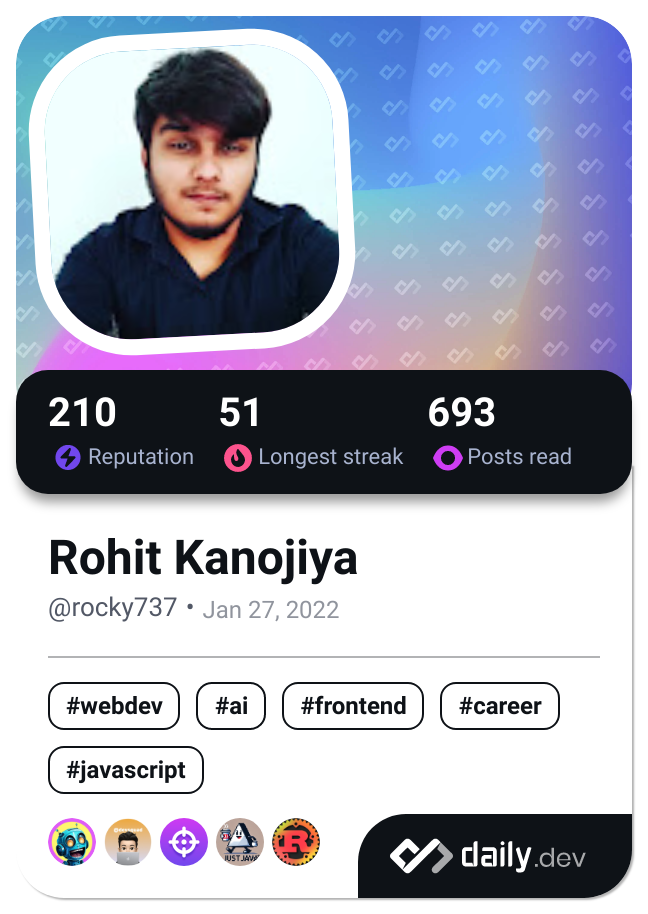 210 51 693
Reputation Longest streak Posts read
Rohit Kanojiya
@rocky737 • Jan 27, 2022
#webdev #ai #frontend #career
#javascript
JUST JAVA
R
daily.dev